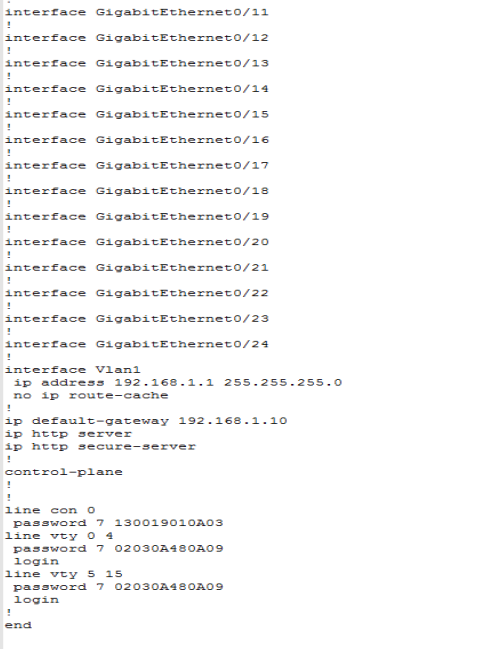 interface GigabitEthernet0/11
!
interface GigabitEthernet0/12
!
interface GigabitEthernet0/13
!
interface GigabitEthernet0/14
!
interface GigabitEthernet0/15
!
interface GigabitEthernet0/16
!
interface GigabitEthernet0/17
!
interface GigabitEthernet0/18
!
interface GigabitEthernet0/19
!
interface GigabitEthernet0/20
!
interface GigabitEthernet0/21
!
interface GigabitEthernet0/22
!
interface GigabitEthernet0/23
!
interface GigabitEthernet0/24
!
interface Vlan1
 ip address 192.168.1.1 255.255.255.0
 no ip route-cache
!
ip default-gateway 192.168.1.10
ip http server
ip http secure-server
!
control-plane
!
!
line con 0
 password 7 130019010A03
line vty 0 4
 password 7 02030A480A09
 login
line vty 5 15
 password 7 02030A480A09
 login
!
end